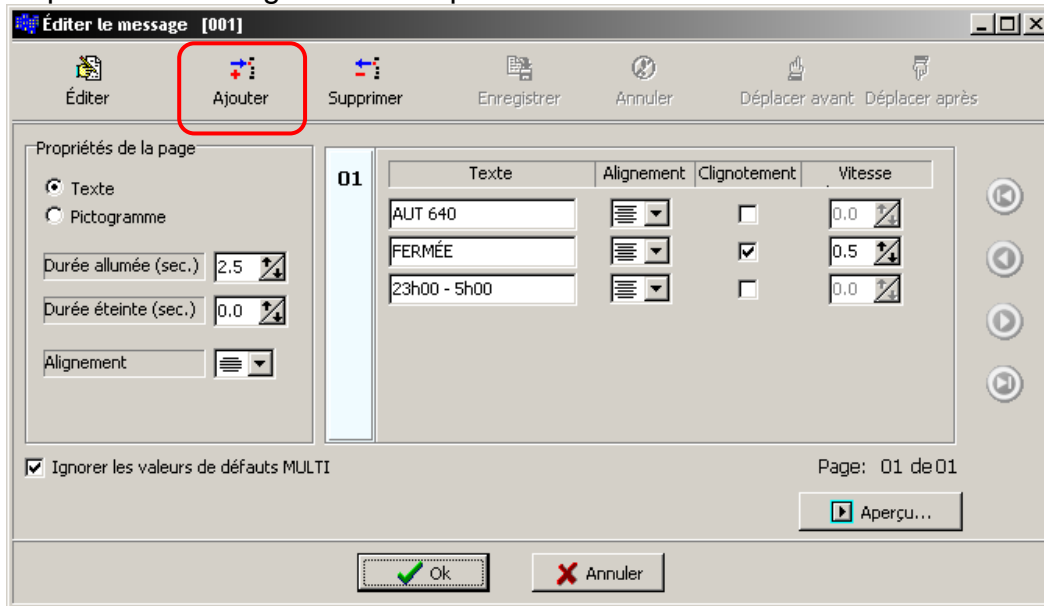 Éditer le message [001]
Éditer Ajouter Supprimer Enregistrer Annuler Déplacer avant Déplacer après
Propriétés de la page
Texte
Pictogramme
Durée allumée (sec.) 2.5
Durée éteinte (sec.) 0.0
Alignement
01
Texte Alignement Clignotement Vitesse
AUT 640 0.0
FERMÉE 0.5
23h00 - 5h00 0.0
Ignorer les valeurs de défauts MULTI
Page: 01 de 01
Aperçu...
Ok Annuler